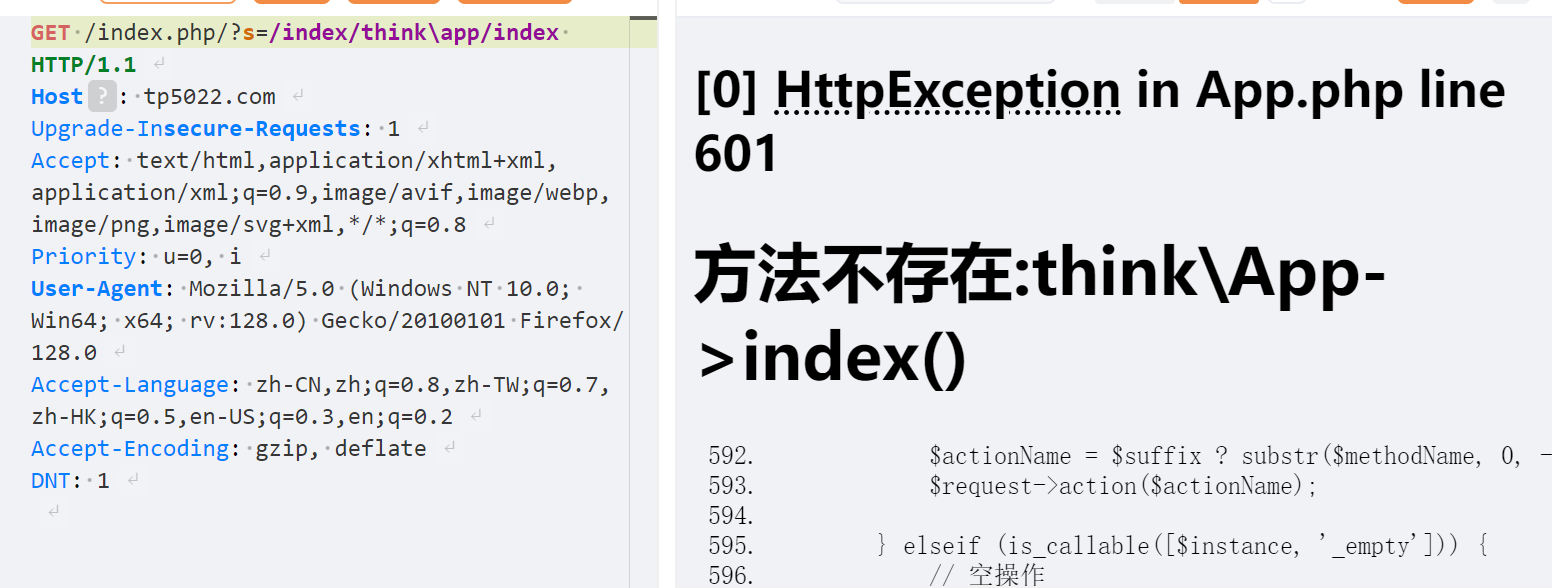 GET /index.php/?s=/index/think\app/index
HTTP/1.1
Host ? : tp5022.com
Upgrade-Insecure-Requests: 1
Accept: text/html,application/xhtml+xml,
application/xml;q=0.9,image/avif,image/webp,
image/png,image/svg+xml,*/*;q=0.8
Priority: u=0, i
User-Agent: Mozilla/5.0 (Windows NT 10.0;
Win64; x64; rv:128.0) Gecko/20100101 Firefox/
128.0
Accept-Language: zh-CN,zh;q=0.8,zh-TW;q=0.7,
zh-HK;q=0.5,en-US;q=0.3,en;q=0.2
Accept-Encoding: gzip, deflate
DNT: 1
[0] HttpException in App.php line
601
方法不存在:think\App-
>index()
592. $actionName = $suffix ? substr($methodName, 0, -
593. $request->action($actionName);
594.
595. } elseif (is_callable([$instance, '_empty'])) {
596. // 空操作